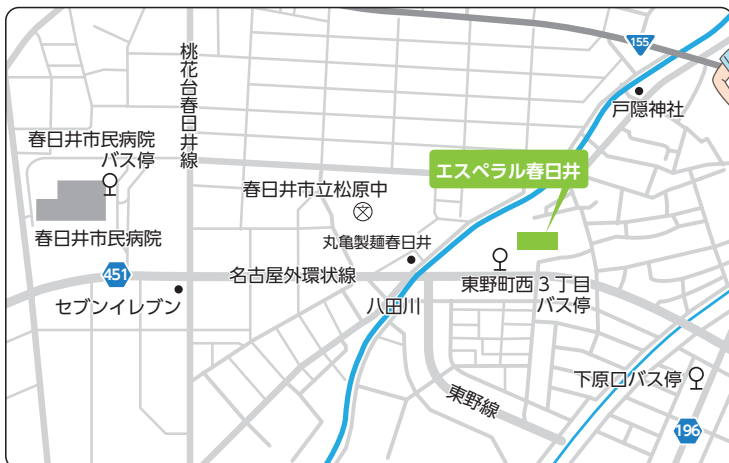 155
桃花台春日井線
戸隠神社
春日井市民病院
バス停
エスペラル春日井
春日井市立松原中
春日井市民病院
丸亀製麺春日井
451
名古屋外環状線
東野町西3丁目
バス停
セブンイレブン
八田川
下原口バス停
東野線
196